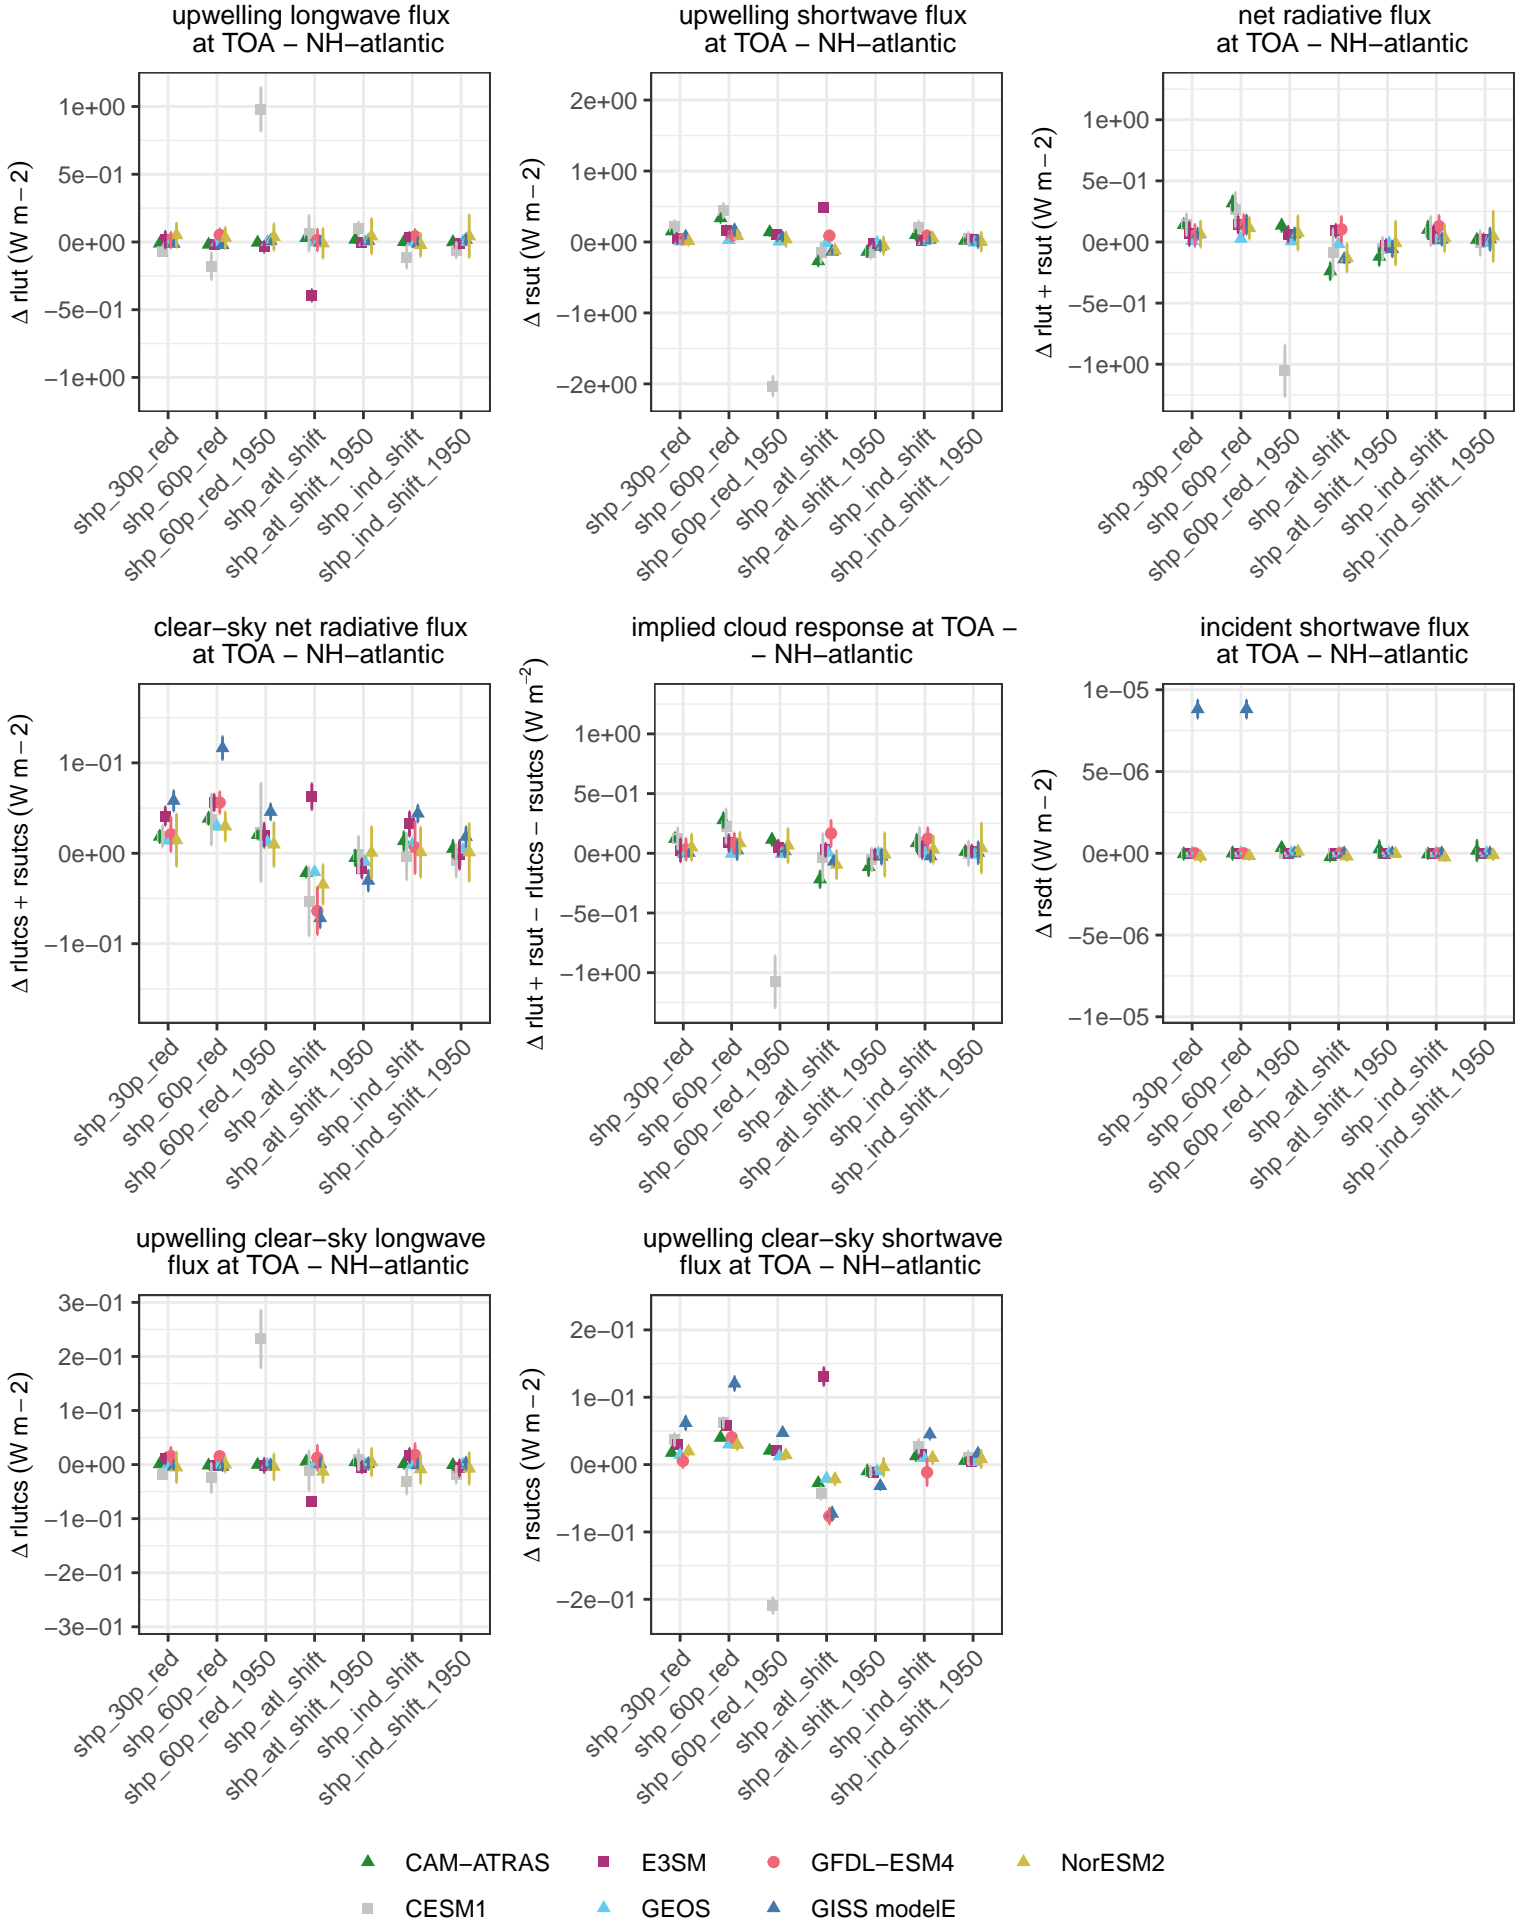 upwelling longwave flux
at TOA − NH−atlantic
Δ rlut (W m−2)
1e+00
5e−01
0e+00
−5e−01
−1e+00
shp_30p_red
shp_60p_red
shp_60p_red_1950
shp_atl_shift
shp_atl_shift_1950
shp_ind_shift
shp_ind_shift_1950
upwelling shortwave flux
at TOA − NH−atlantic
Δ rsut (W m−2)
2e+00
1e+00
0e+00
−1e+00
−2e+00
shp_30p_red
shp_60p_red
shp_60p_red_1950
shp_atl_shift
shp_atl_shift_1950
shp_ind_shift
shp_ind_shift_1950
net radiative flux
at TOA − NH−atlantic
Δ rlut + rsut (W m−2)
1e+00
5e−01
0e+00
−5e−01
−1e+00
shp_30p_red
shp_60p_red
shp_60p_red_1950
shp_atl_shift
shp_atl_shift_1950
shp_ind_shift
shp_ind_shift_1950
clear−sky net radiative flux
at TOA − NH−atlantic
Δ rlutcs + rsutcs (W m−2)
1e−01
0e+00
−1e−01
shp_30p_red
shp_60p_red
shp_60p_red_1950
shp_atl_shift
shp_atl_shift_1950
shp_ind_shift
shp_ind_shift_1950
implied cloud response at TOA −
− NH−atlantic
Δ rlut + rsut − rlutcs − rsutcs (W m⁻²)
1e+00
5e−01
0e+00
−5e−01
−1e+00
shp_30p_red
shp_60p_red
shp_60p_red_1950
shp_atl_shift
shp_atl_shift_1950
shp_ind_shift
shp_ind_shift_1950
incident shortwave flux
at TOA − NH−atlantic
Δ rsdt (W m−2)
1e−05
5e−06
0e+00
−5e−06
−1e−05
shp_30p_red
shp_60p_red
shp_60p_red_1950
shp_atl_shift
shp_atl_shift_1950
shp_ind_shift
shp_ind_shift_1950
upwelling clear−sky longwave
flux at TOA − NH−atlantic
Δ rlutcs (W m−2)
3e−01
2e−01
1e−01
0e+00
−1e−01
−2e−01
−3e−01
shp_30p_red
shp_60p_red
shp_60p_red_1950
shp_atl_shift
shp_atl_shift_1950
shp_ind_shift
shp_ind_shift_1950
upwelling clear−sky shortwave
flux at TOA − NH−atlantic
Δ rsutcs (W m−2)
2e−01
1e−01
0e+00
−1e−01
−2e−01
shp_30p_red
shp_60p_red
shp_60p_red_1950
shp_atl_shift
shp_atl_shift_1950
shp_ind_shift
shp_ind_shift_1950
CAM−ATRAS
E3SM
GFDL−ESM4
NorESM2
CESM1
GEOS
GISS modelE